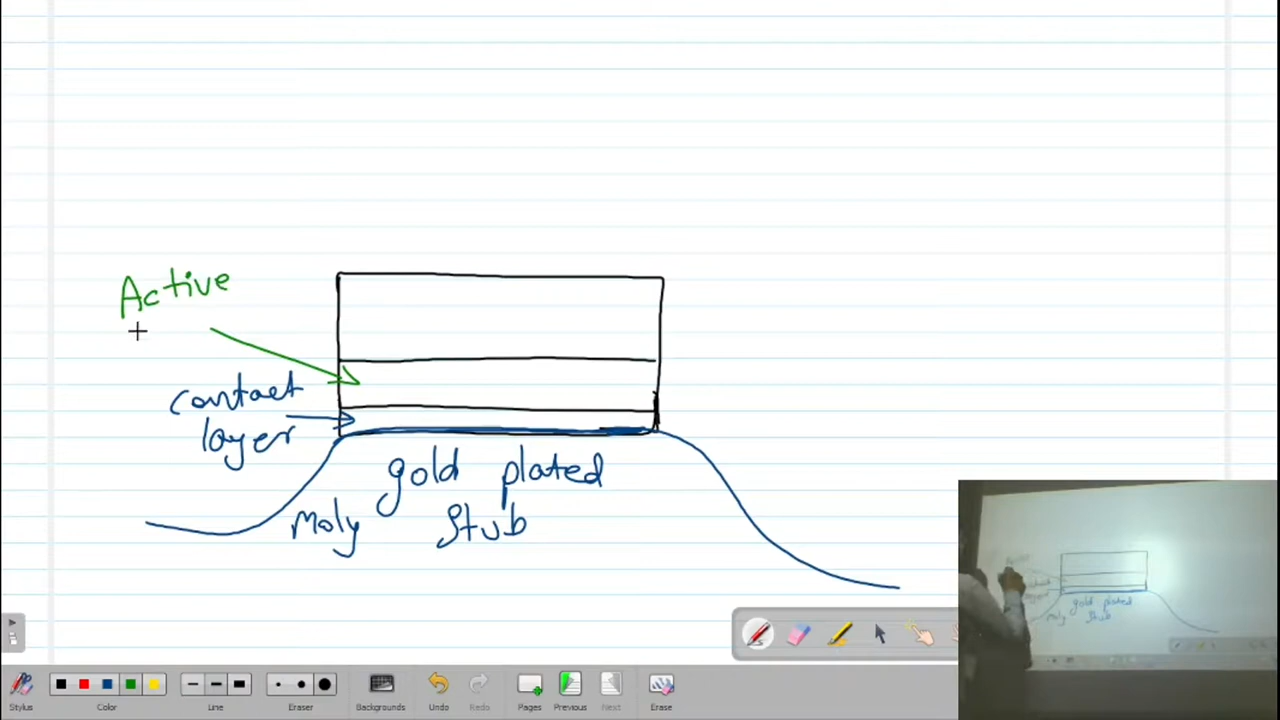 Active
contact
layer
gold plated
Moly stub
Stylus
Color
Line
Eraser
Backgrounds
Undo
Redo
Pages
Previous
Next
Erase